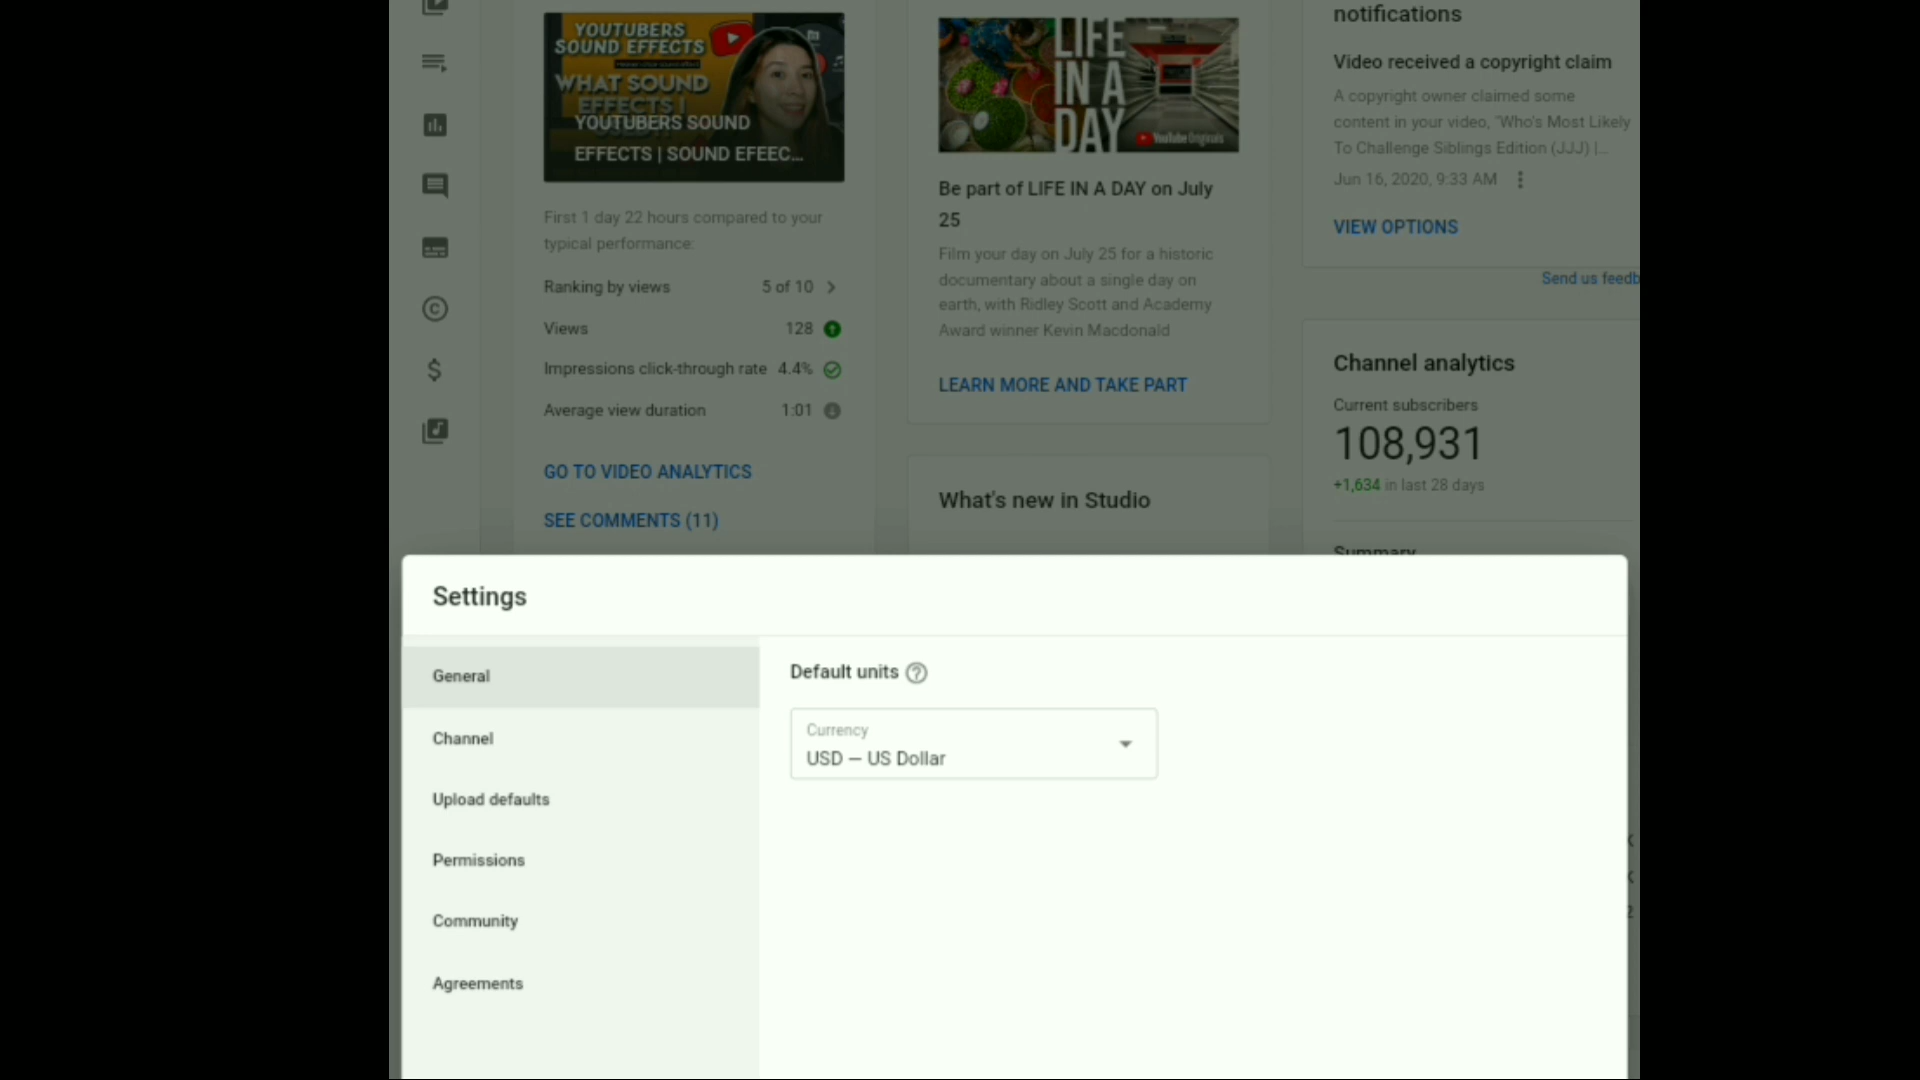 YOUTUBERS
SOUND EFFECTS
WHAT SOUND
EFFECTS I
YOUTUBERS SOUND
EFFECTS | SOUND EFEEC...
First 1 day 22 hours compared to your
typical performance:
Ranking by views 5 of 10
Views 128
Impressions click-through rate 4.4%
Average view duration 1:01
GO TO VIDEO ANALYTICS
SEE COMMENTS (11)
LIFE
IN A
DAY
YouTube Originals
Be part of LIFE IN A DAY on July
25
Film your day on July 25 for a historic
documentary about a single day on
earth, with Ridley Scott and Academy
Award winner Kevin Macdonald
LEARN MORE AND TAKE PART
What's new in Studio
notifications
Video received a copyright claim
A copyright owner claimed some
content in your video, "Who's Most Likely
To Challenge Siblings Edition (JJJ) |...
Jun 16, 2020, 9:33 AM
VIEW OPTIONS
Send us feedb
Channel analytics
Current subscribers
108,931
+1,634 in last 28 days
Summary
Settings
General
Channel
Upload defaults
Permissions
Community
Agreements
Default units
Currency
USD – US Dollar